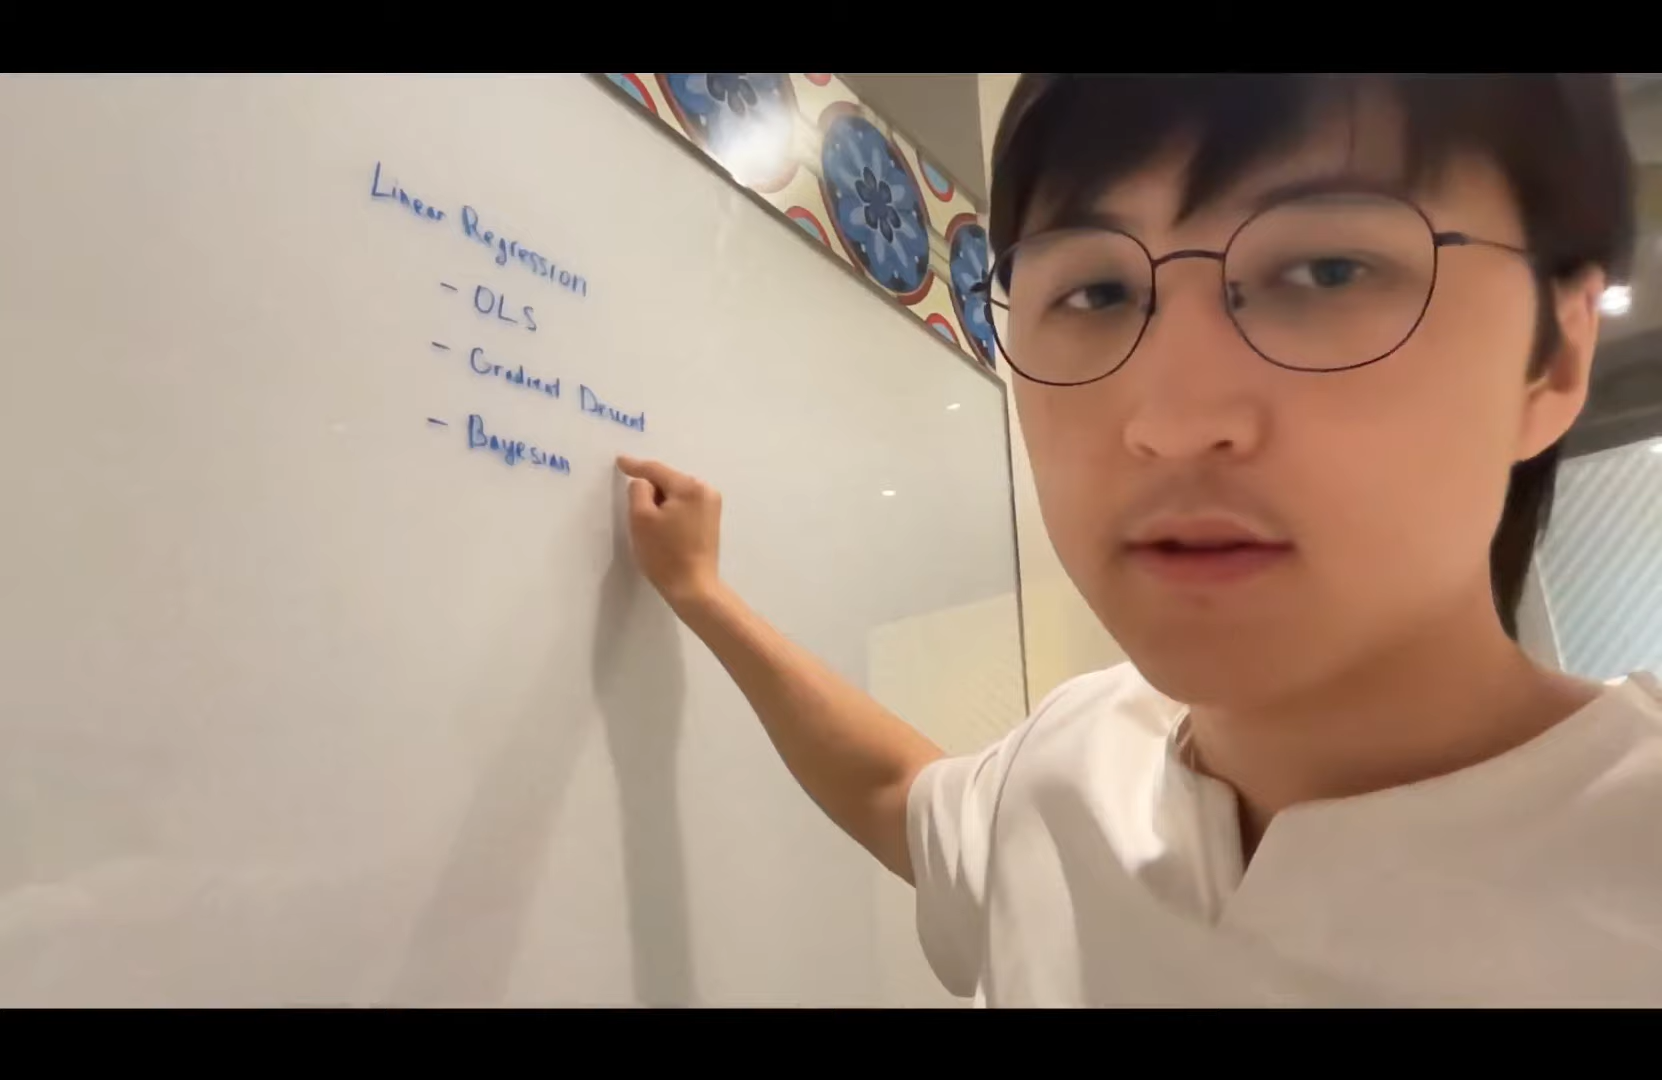 Linear Regression
- OLS
- Gradient Descent
- Bayesian